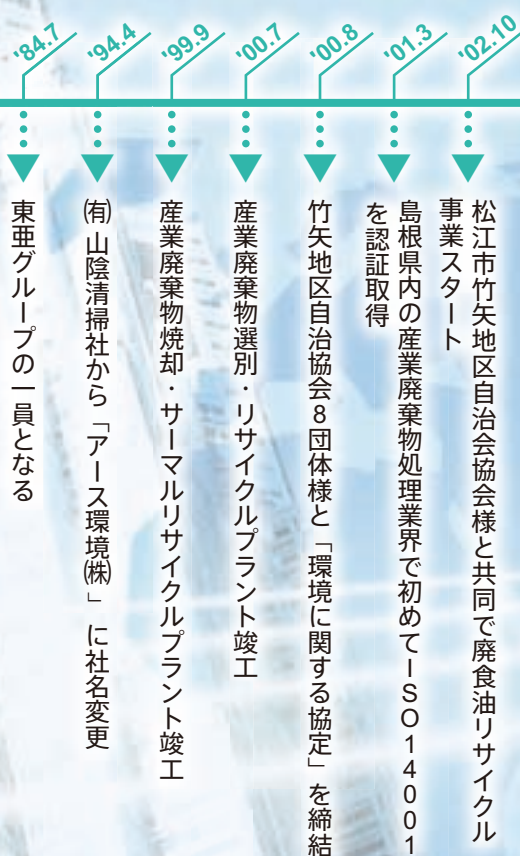 '84.7
東亜グループの一員となる
'94.4
㈲ 山陰清掃社から「アース環境㈱」に社名変更
'99.9
産業廃棄物焼却・サーマルリサイクルプラント竣工
'00.7
産業廃棄物選別・リサイクルプラント竣工
'00.8
竹矢地区自治協会8団体様と「環境に関する協定」を締結
'01.3
島根県内の産業廃棄物処理業界で初めてISO14001
を認証取得
'02.10
松江市竹矢地区自治会協会様と共同で廃食油リサイクル
事業スタート